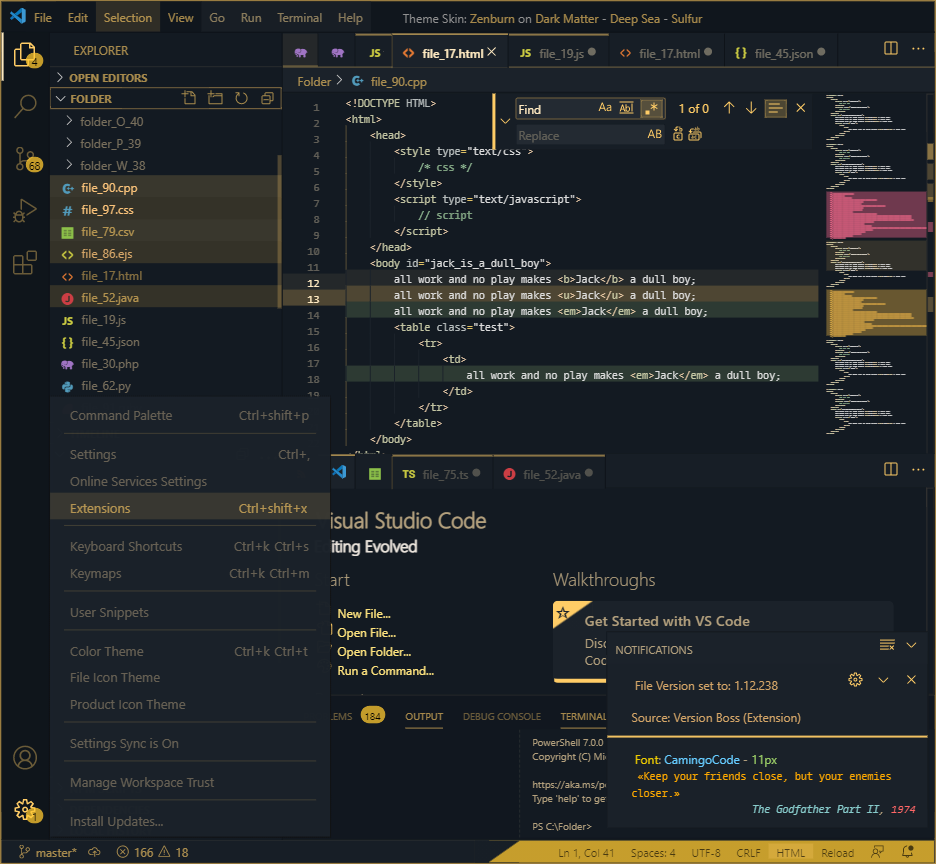 File Edit Selection View Go Run Terminal Help Theme Skin: Zenburn on Dark Matter - Deep Sea - Sulfur
4
EXPLORER
OPEN EDITORS
FOLDER
folder_O_40
folder_P_39
folder_W_38
68
file_90.cpp
file_97.css
file_79.csv
file_86.ejs
file_17.html
file_52.java
file_19.js
file_45.json
file_30.php
file_62.py
JS file_17.html JS file_19.js file_17.html file_45.json
Folder > file_90.cpp
Find Aa Abl .* 1 of 0
Replace AB
1 <!DOCTYPE HTML>
2 <html>
3 <head>
4 <style type="text/css">
5 /* css */
6 </style>
7 <script type="text/javascript">
8 // script
9 </script>
10 </head>
11 <body id="jack_is_a_dull_boy">
12 all work and no play makes <b>Jack</b> a dull boy;
13 all work and no play makes <u>Jack</u> a dull boy;
14 all work and no play makes <em>Jack</em> a dull boy;
15 <table class="test">
16 <tr>
17 <td>
18 all work and no play makes <em>Jack</em> a dull boy;
19 </td>
</tr>
</table>
</body>
Command Palette Ctrl+shift+p
Settings Ctrl+,
Online Services Settings
Extensions Ctrl+shift+x
Keyboard Shortcuts Ctrl+k Ctrl+s
Keymaps Ctrl+k Ctrl+m
User Snippets
Color Theme Ctrl+k Ctrl+t
File Icon Theme
Product Icon Theme
Settings Sync is On
Manage Workspace Trust
Install Updates...
TS file_75.ts file_52.java
isual Studio Code
iting Evolved
art
New File...
Open File...
Open Folder...
Run a Command...
Walkthroughs
Get Started with VS Code
Disc
Coc
LEMS 184 OUTPUT DEBUG CONSOLE TERMINAL
PowerShell 7.0.0
Copyright (C) Mi
https://aka.ms/p
Type 'help' to get
PS C:\Folder>
NOTIFICATIONS
File Version set to: 1.12.238
Source: Version Boss (Extension)
Font: CamingoCode - 11px
«Keep your friends close, but your enemies
closer.»
The Godfather Part II, 1974
1
master* 166 18 Ln 1, Col 41 Spaces: 4 UTF-8 CRLF HTML Reload